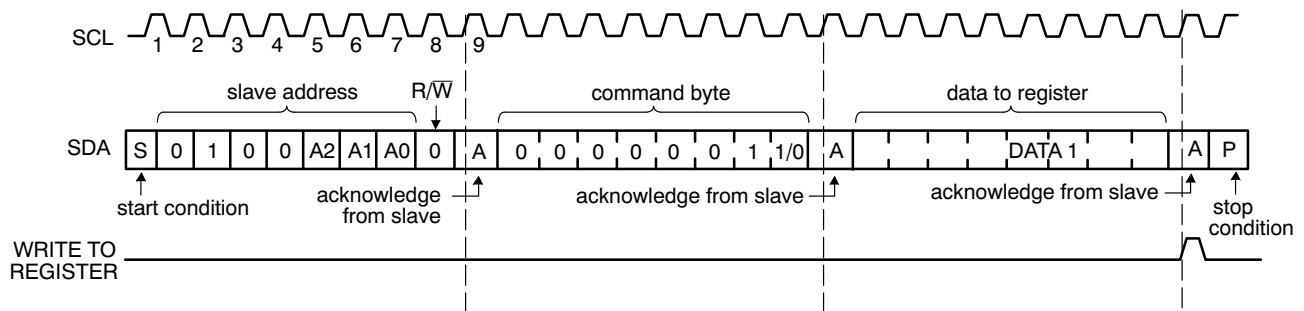 SCL
1 2 3 4 5 6 7 8 9
slave address R/W̅ command byte data to register
SDA S 0 1 0 0 A2 A1 A0 0 A 0 0 0 0 0 0 1 1/0 A DATA 1 A P
start condition
acknowledge
from slave
acknowledge from slave
acknowledge from slave
stop
condition
WRITE TO
REGISTER